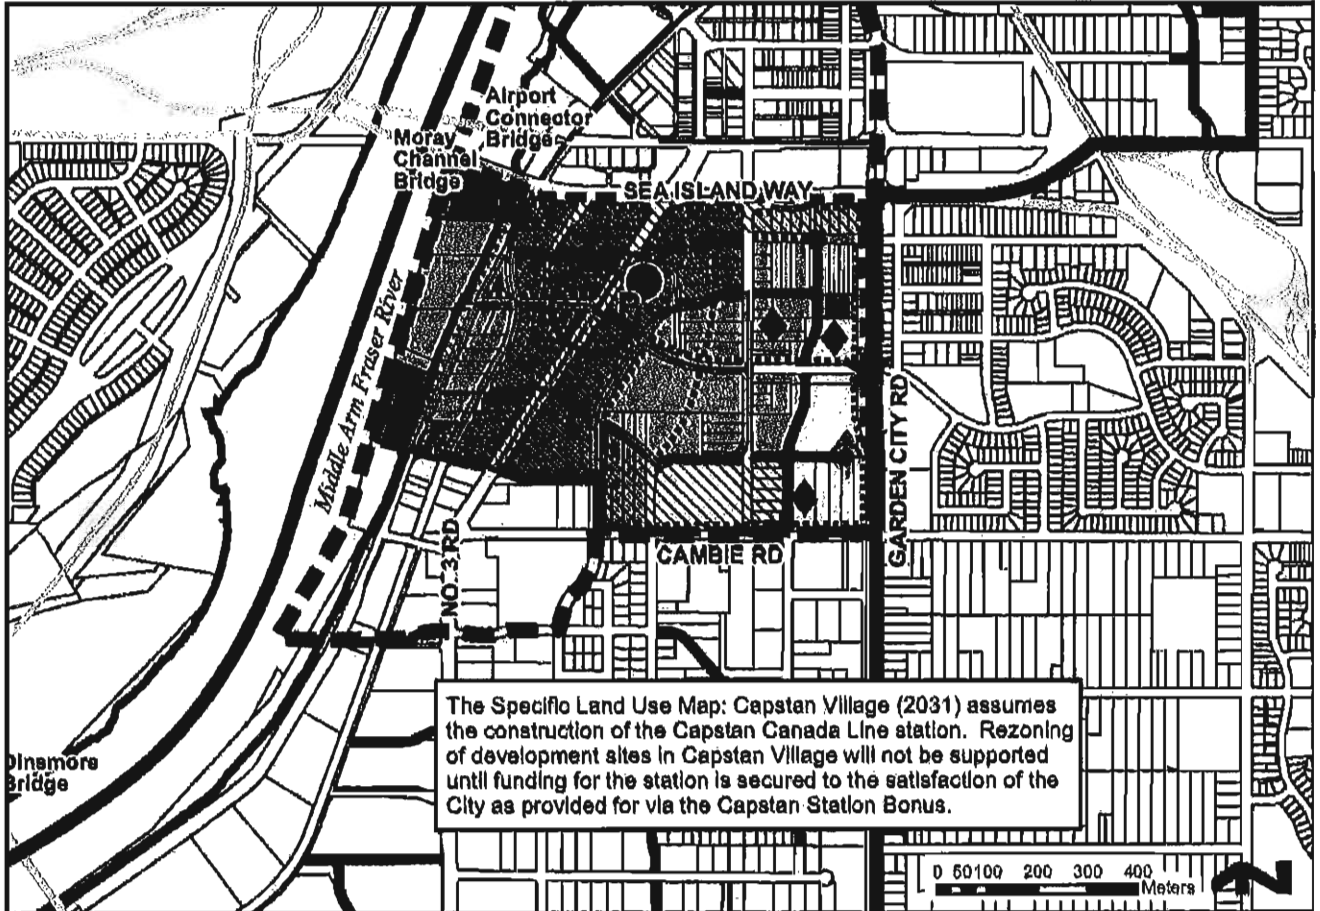 Airport
Connector
Bridge
Moray
Channel
Bridge
SEA ISLAND WAY
Middle Arm Fraser River
GARDEN CITY RD
NO. 3 RD
CAMBIE RD
The Specific Land Use Map: Capstan Village (2031) assumes
the construction of the Capstan Canada Line station. Rezoning
of development sites in Capstan Village will not be supported
until funding for the station is secured to the satisfaction of the
City as provided for via the Capstan Station Bonus.
Dinsmore
Bridge
0 50 100 200 300 400
Meters